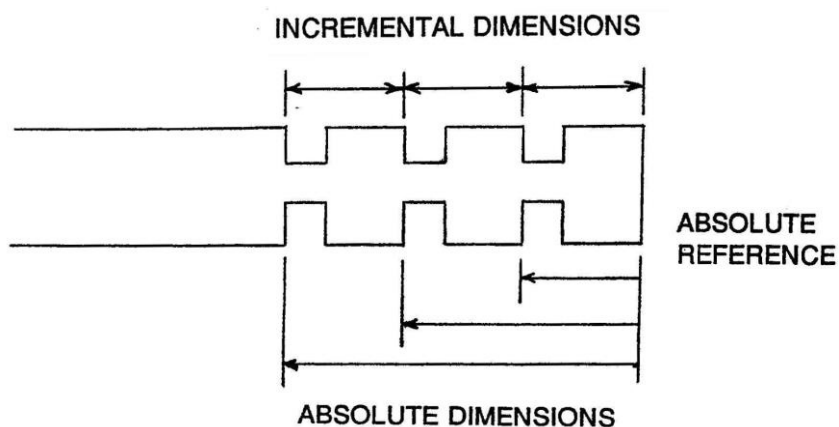 INCREMENTAL DIMENSIONS
ABSOLUTE
REFERENCE
ABSOLUTE DIMENSIONS